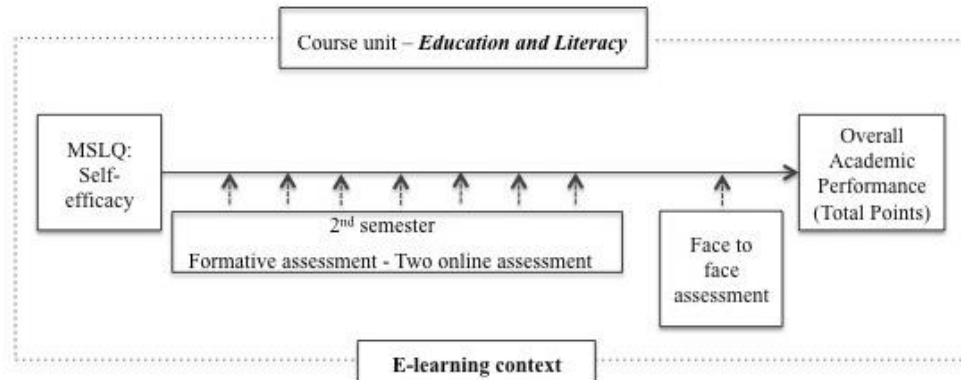 Course unit – Education and Literacy
MSLQ:
Self-
efficacy
Overall
Academic
Performance
(Total Points)
2nd semester
Formative assessment - Two online assessment
Face to
face
assessment
E-learning context